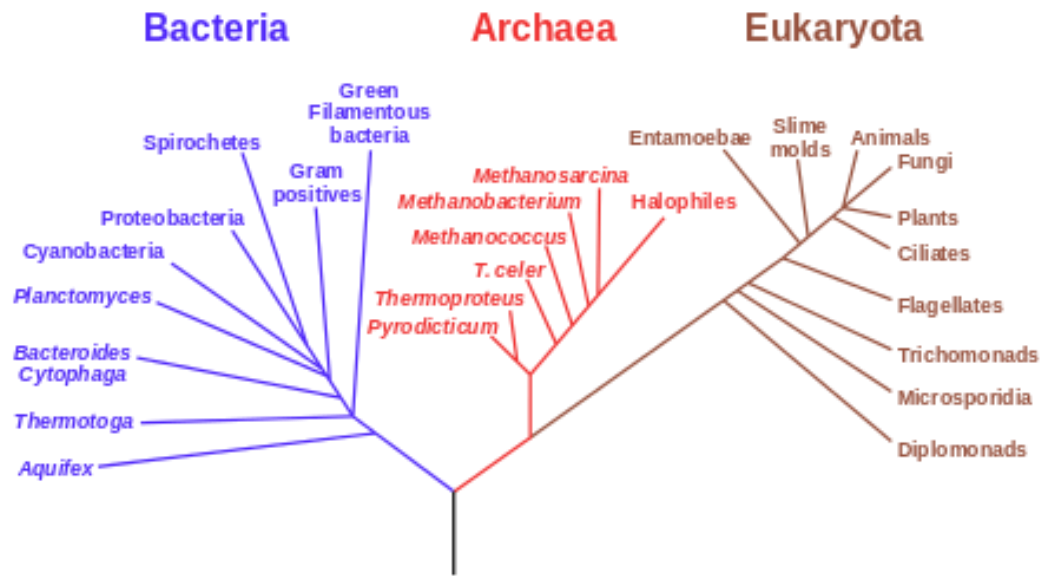 Bacteria
Archaea
Eukaryota
Green
Filamentous
bacteria
Spirochetes
Gram
positives
Proteobacteria
Cyanobacteria
Planctomyces
Bacteroides
Cytophaga
Thermotoga
Aquifex
Methanosarcina
Methanobacterium
Halophiles
Methanococcus
T. celer
Thermoproteus
Pyrodicticum
Entamoebae
Slime
molds
Animals
Fungi
Plants
Ciliates
Flagellates
Trichomonads
Microsporidia
Diplomonads